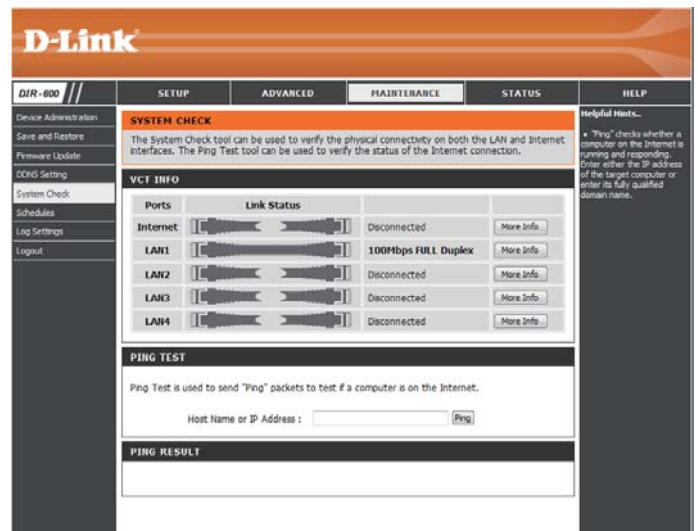 D-Link
DIR-600
SETUP
ADVANCED
MAINTENANCE
STATUS
HELP
Device Administration
Save and Restore
Firmware Update
DDNS Setting
System Check
Schedules
Log Settings
Logout
SYSTEM CHECK
The System Check tool can be used to verify the physical connectivity on both the LAN and Internet
interfaces. The Ping Test tool can be used to verify the status of the Internet connection.
VCT INFO
Ports Link Status
Internet Disconnected More Info
LAN1 100Mbps FULL Duplex More Info
LAN2 Disconnected More Info
LAN3 Disconnected More Info
LAN4 Disconnected More Info
PING TEST
Ping Test is used to send "Ping" packets to test if a computer is on the Internet.
Host Name or IP Address : Ping
PING RESULT
Helpful Hints...
• "Ping" checks whether a
computer on the Internet is
running and responding.
Enter either the IP address
of the target computer or
enter its fully qualified
domain name.